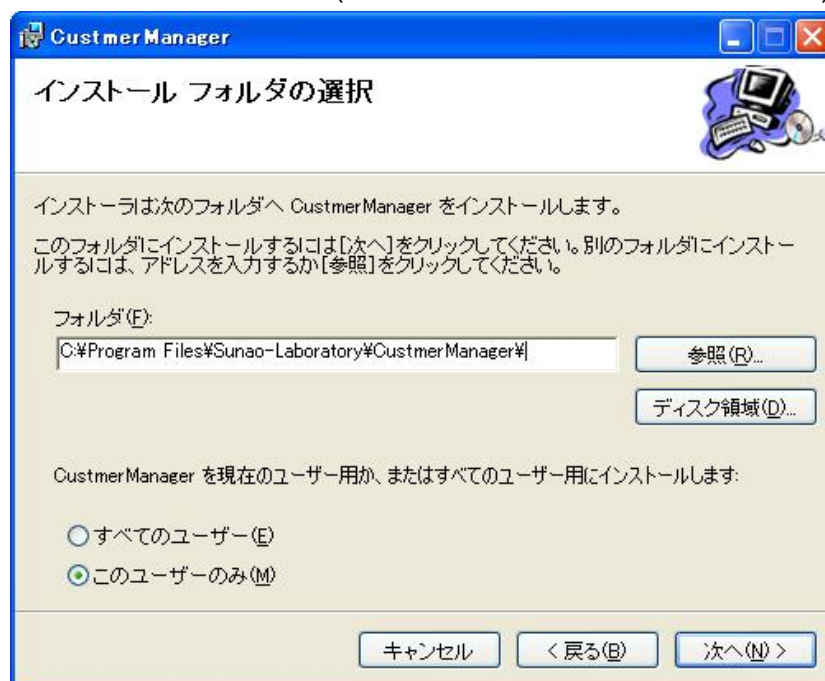 CustmerManager
インストール フォルダの選択
インストーラは次のフォルダへ CustmerManager をインストールします。
このフォルダにインストールするには[次へ]をクリックしてください。別のフォルダにインストー
ルするには、アドレスを入力するか[参照]をクリックしてください。
フォルダ(F):
C:¥Program Files¥Sunao-Laboratory¥CustmerManager¥
参照(R)...
ディスク領域(D)...
CustmerManager を現在のユーザー用か、またはすべてのユーザー用にインストールします:
すべてのユーザー(E)
このユーザーのみ(M)
キャンセル
< 戻る(B)
次へ(N) >